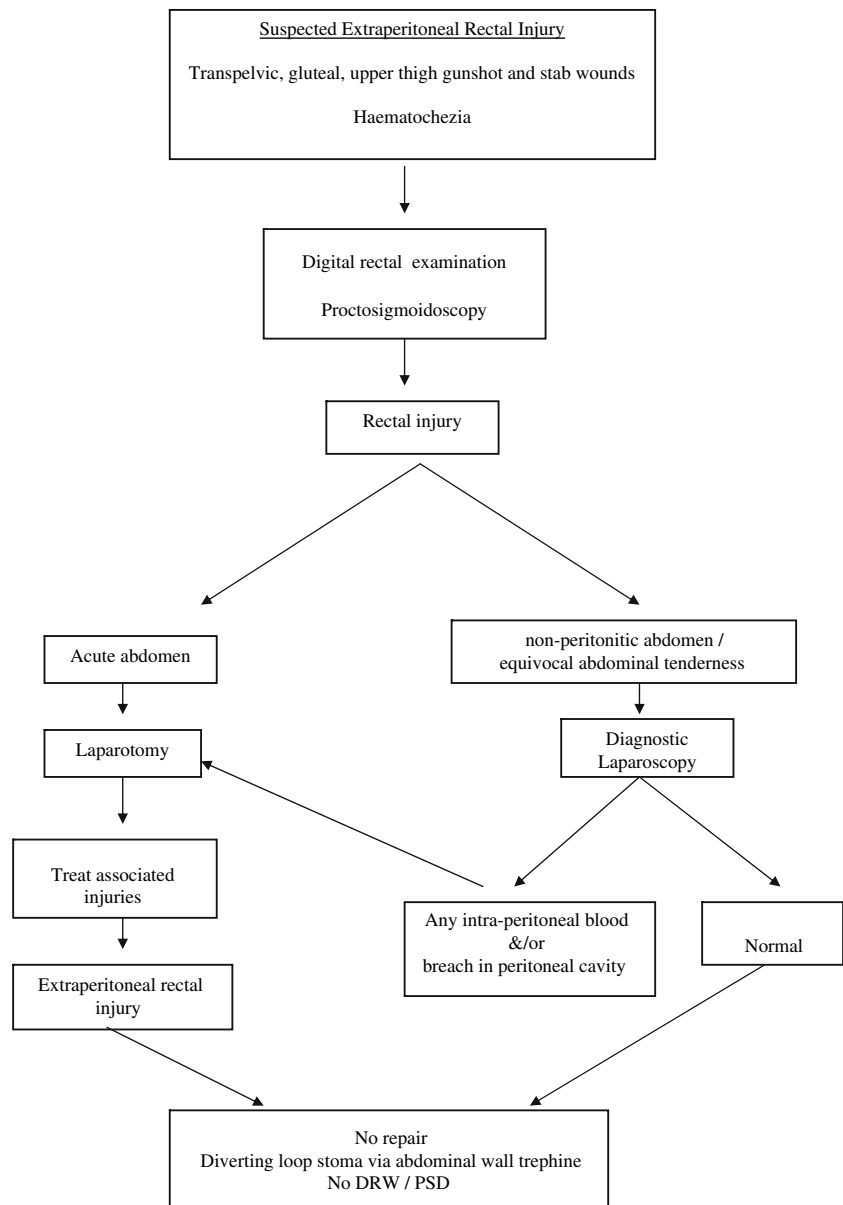 Suspected Extraperitoneal Rectal Injury
Transpelvic, gluteal, upper thigh gunshot and stab wounds
Haematochezia
Digital rectal examination
Proctosigmoidoscopy
Rectal injury
Acute abdomen
non-peritonitic abdomen /
equivocal abdominal tenderness
Laparotomy
Diagnostic
Laparoscopy
Treat associated
injuries
Any intra-peritoneal blood
&/or
breach in peritoneal cavity
Normal
Extraperitoneal rectal
injury
No repair
Diverting loop stoma via abdominal wall trephine
No DRW / PSD